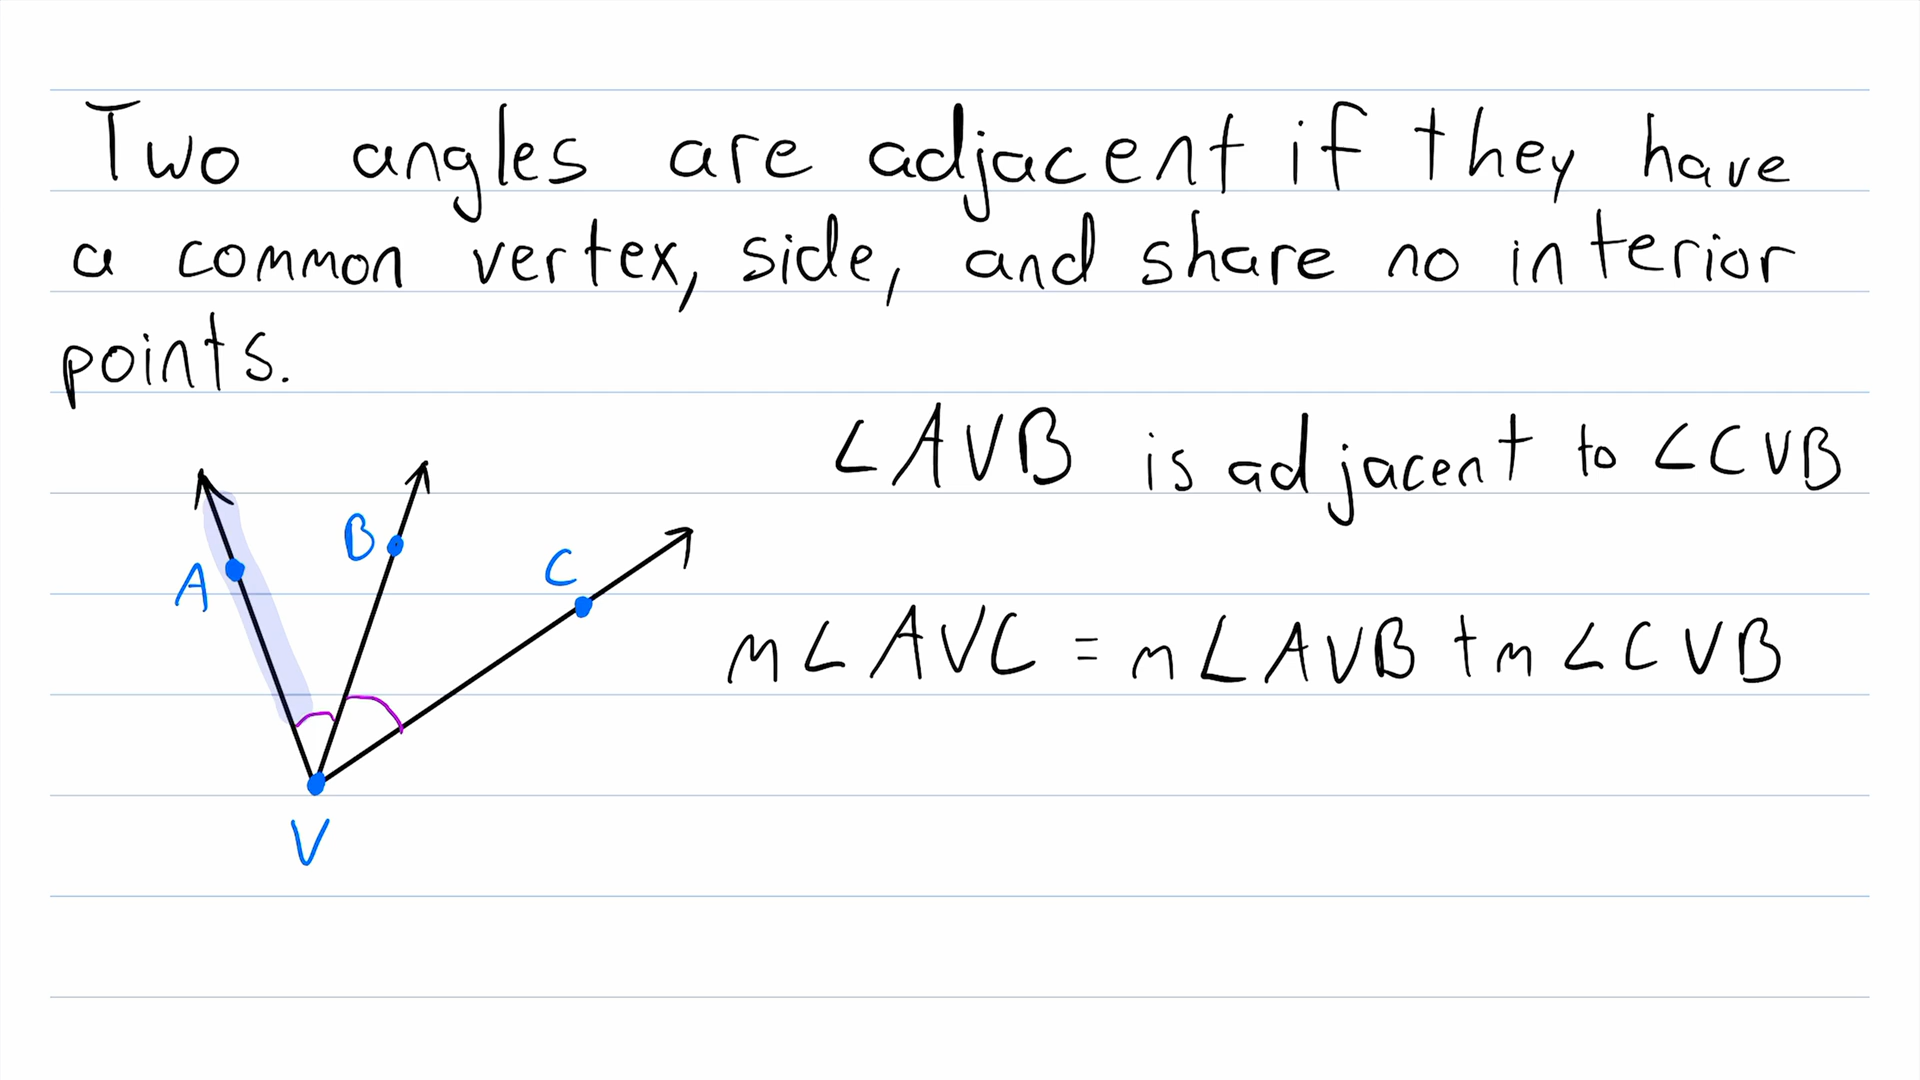 Two angles are adjacent if they have
a common vertex, side, and share no interior
points.
∠AVB is adjacent to ∠CVB
B
C
A
m∠AVC = m∠AVB + m∠CVB
V